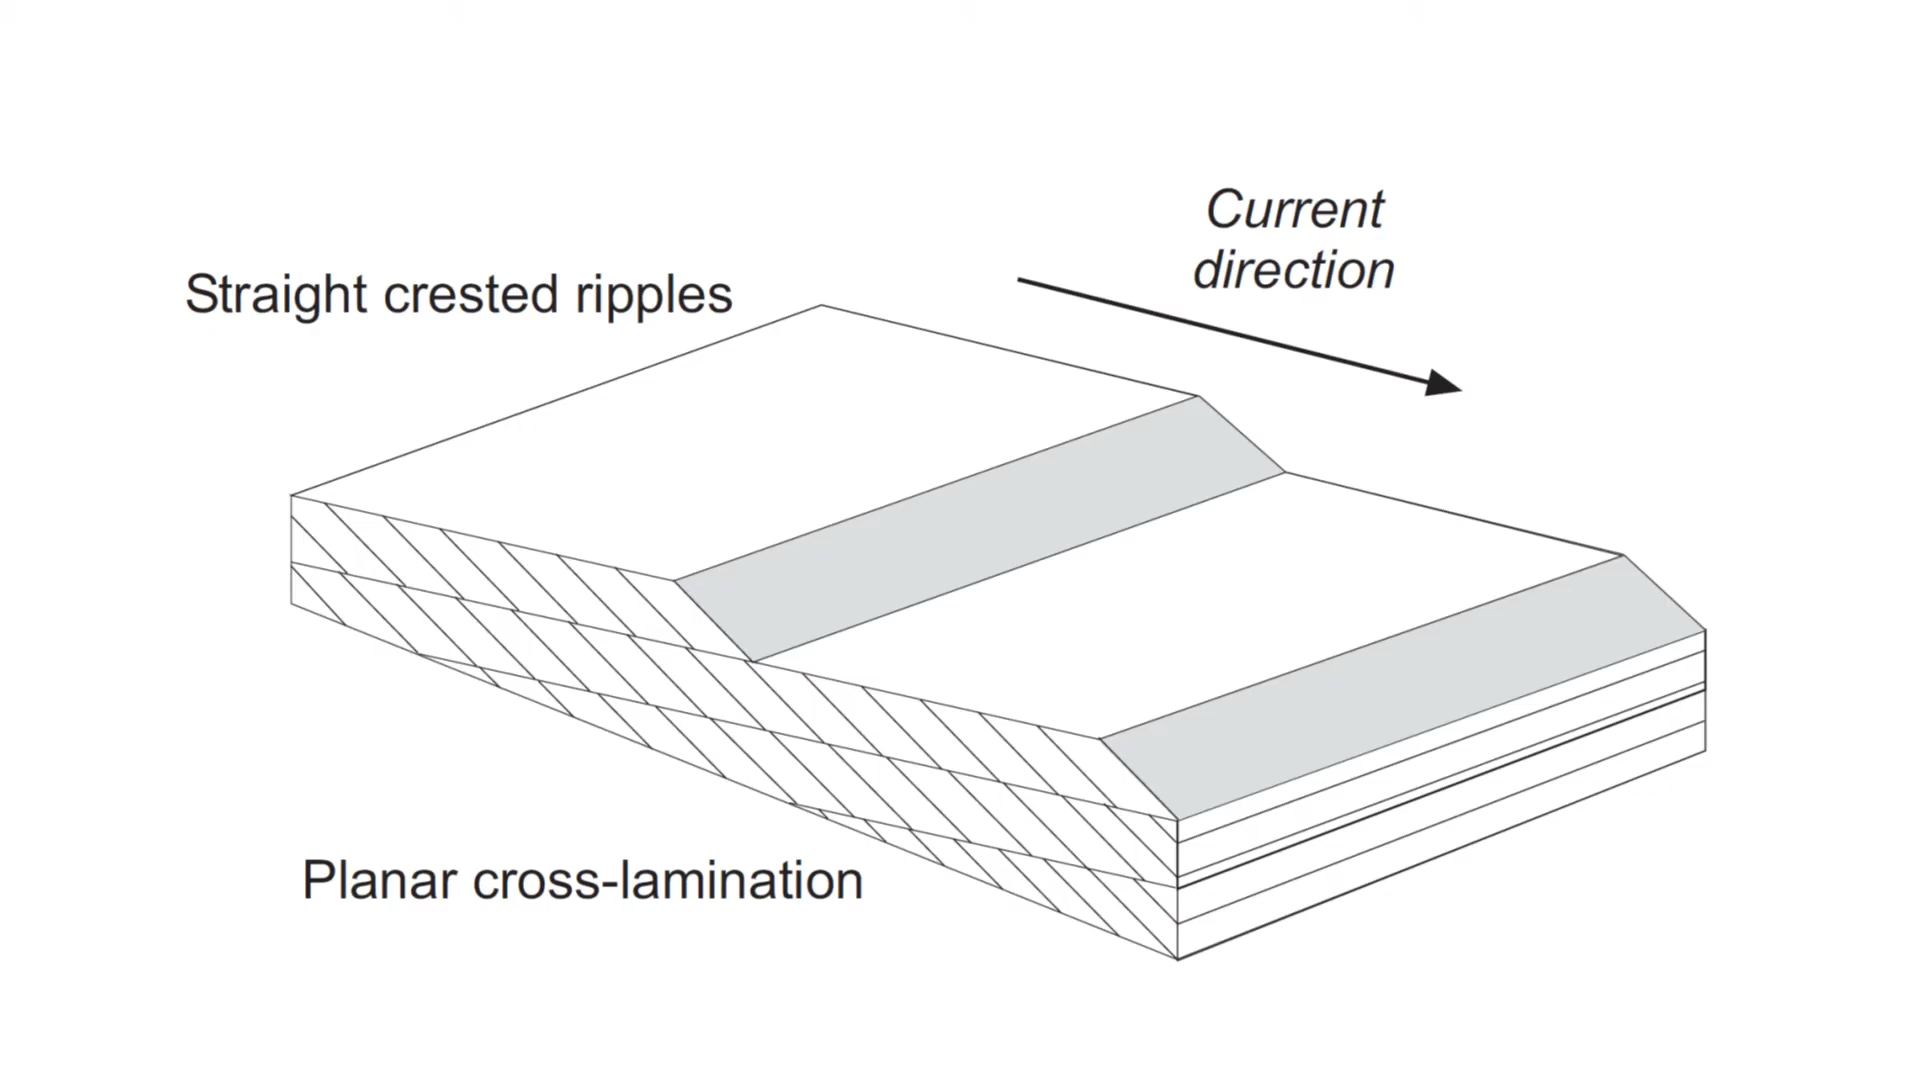 Current
direction
Straight crested ripples
Planar cross-lamination